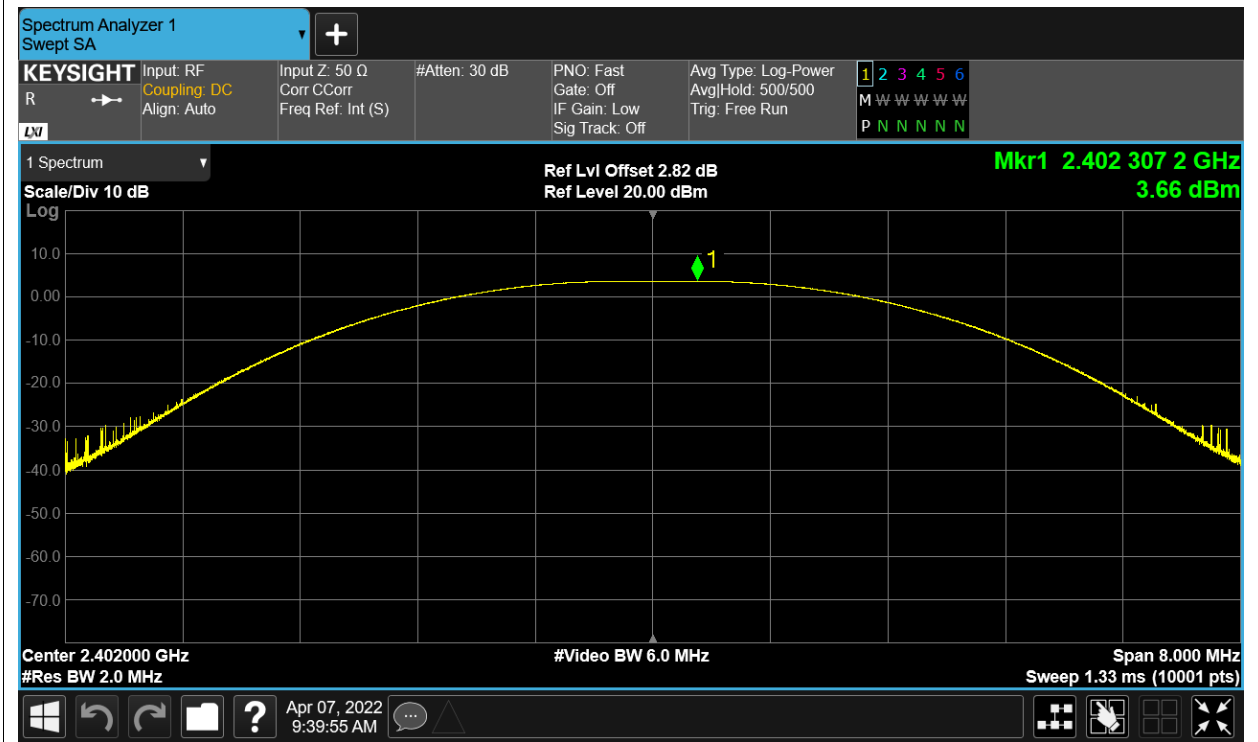 Spectrum Analyzer 1
Swept SA
KEYSIGHT
R
LXI
Input: RF
Coupling: DC
Align: Auto
Input Z: 50 Ω
Corr CCorr
Freq Ref: Int (S)
#Atten: 30 dB
PNO: Fast
Gate: Off
IF Gain: Low
Sig Track: Off
Avg Type: Log-Power
Avg|Hold: 500/500
Trig: Free Run
1 2 3 4 5 6
M W W W W W
P N N N N N
1 Spectrum
Scale/Div 10 dB
Ref Lvl Offset 2.82 dB
Ref Level 20.00 dBm
Mkr1 2.402 307 2 GHz
3.66 dBm
Log
10.0
0.00
-10.0
-20.0
-30.0
-40.0
-50.0
-60.0
-70.0
1
Center 2.402000 GHz
#Res BW 2.0 MHz
#Video BW 6.0 MHz
Span 8.000 MHz
Sweep 1.33 ms (10001 pts)
?
Apr 07, 2022
9:39:55 AM